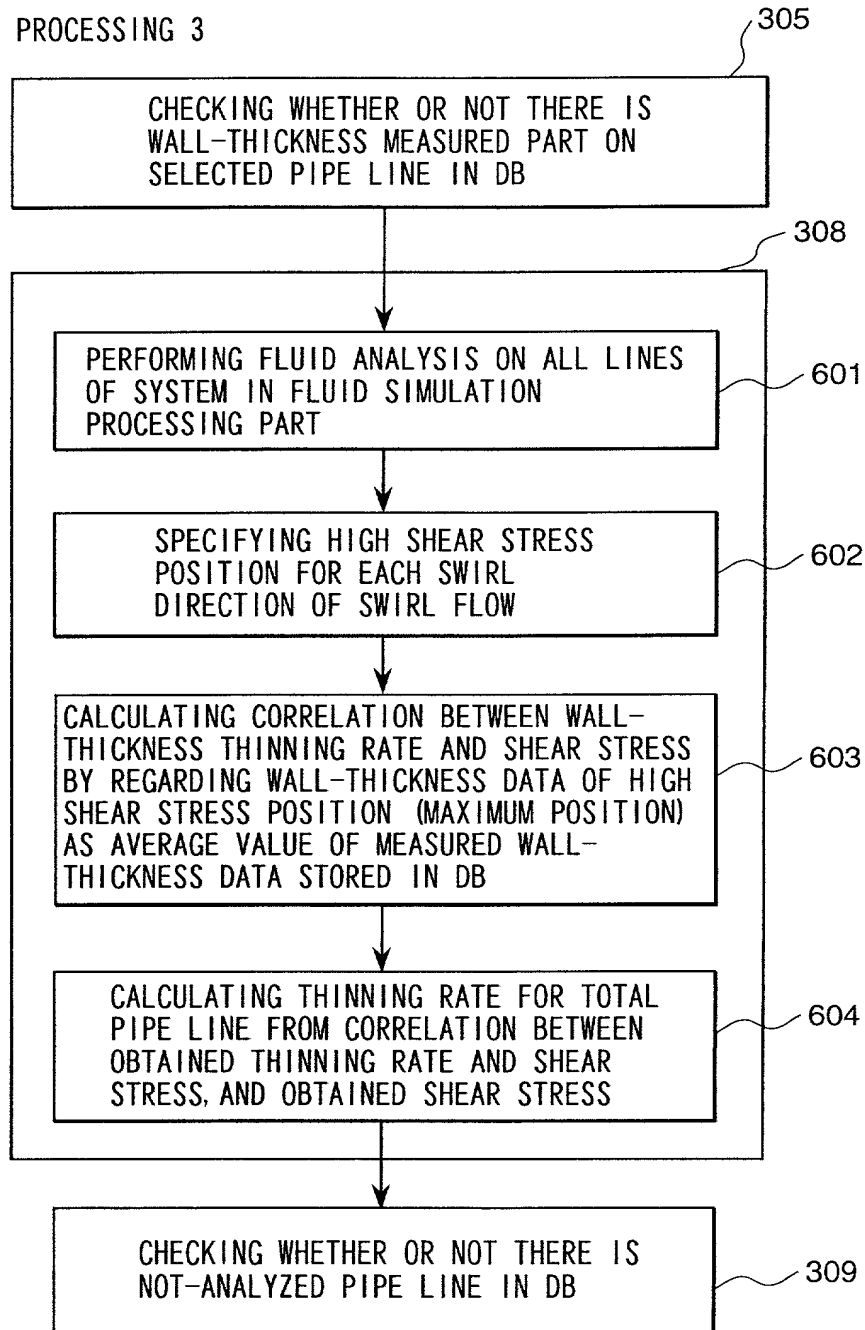 PROCESSING 3
305
CHECKING WHETHER OR NOT THERE IS
WALL-THICKNESS MEASURED PART ON
SELECTED PIPE LINE IN DB
308
PERFORMING FLUID ANALYSIS ON ALL LINES
OF SYSTEM IN FLUID SIMULATION
PROCESSING PART
601
SPECIFYING HIGH SHEAR STRESS
POSITION FOR EACH SWIRL
DIRECTION OF SWIRL FLOW
602
CALCULATING CORRELATION BETWEEN WALL-
THICKNESS THINNING RATE AND SHEAR STRESS
BY REGARDING WALL-THICKNESS DATA OF HIGH
SHEAR STRESS POSITION (MAXIMUM POSITION)
AS AVERAGE VALUE OF MEASURED WALL-
THICKNESS DATA STORED IN DB
603
CALCULATING THINNING RATE FOR TOTAL
PIPE LINE FROM CORRELATION BETWEEN
OBTAINED THINNING RATE AND SHEAR
STRESS, AND OBTAINED SHEAR STRESS
604
CHECKING WHETHER OR NOT THERE IS
NOT-ANALYZED PIPE LINE IN DB
309